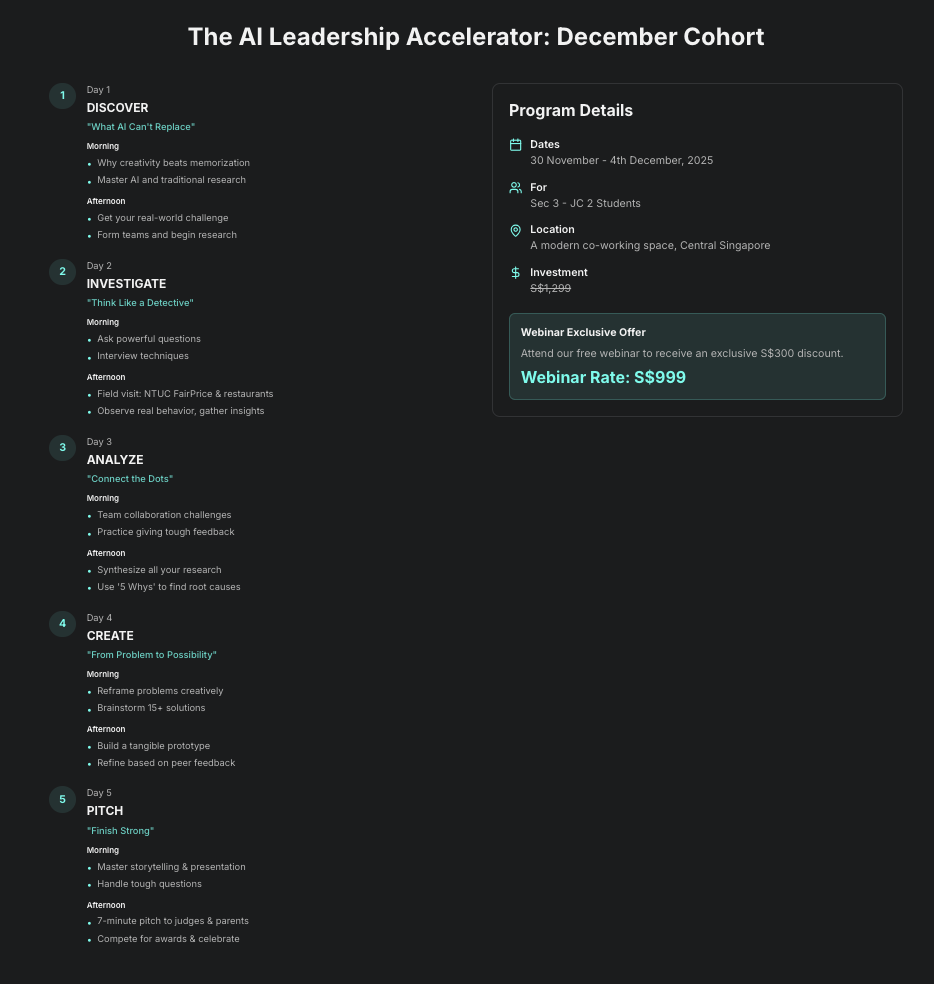 The AI Leadership Accelerator: December Cohort
1
Day 1
DISCOVER
"What AI Can't Replace"
Morning
• Why creativity beats memorization
• Master AI and traditional research
Afternoon
• Get your real-world challenge
• Form teams and begin research
2
Day 2
INVESTIGATE
"Think Like a Detective"
Morning
• Ask powerful questions
• Interview techniques
Afternoon
• Field visit: NTUC FairPrice & restaurants
• Observe real behavior, gather insights
3
Day 3
ANALYZE
"Connect the Dots"
Morning
• Team collaboration challenges
• Practice giving tough feedback
Afternoon
• Synthesize all your research
• Use '5 Whys' to find root causes
4
Day 4
CREATE
"From Problem to Possibility"
Morning
• Reframe problems creatively
• Brainstorm 15+ solutions
Afternoon
• Build a tangible prototype
• Refine based on peer feedback
5
Day 5
PITCH
"Finish Strong"
Morning
• Master storytelling & presentation
• Handle tough questions
Afternoon
• 7-minute pitch to judges & parents
• Compete for awards & celebrate
Program Details
Dates
30 November - 4th December, 2025
For
Sec 3 - JC 2 Students
Location
A modern co-working space, Central Singapore
Investment
S$1,299
Webinar Exclusive Offer
Attend our free webinar to receive an exclusive S$300 discount.
Webinar Rate: S$999